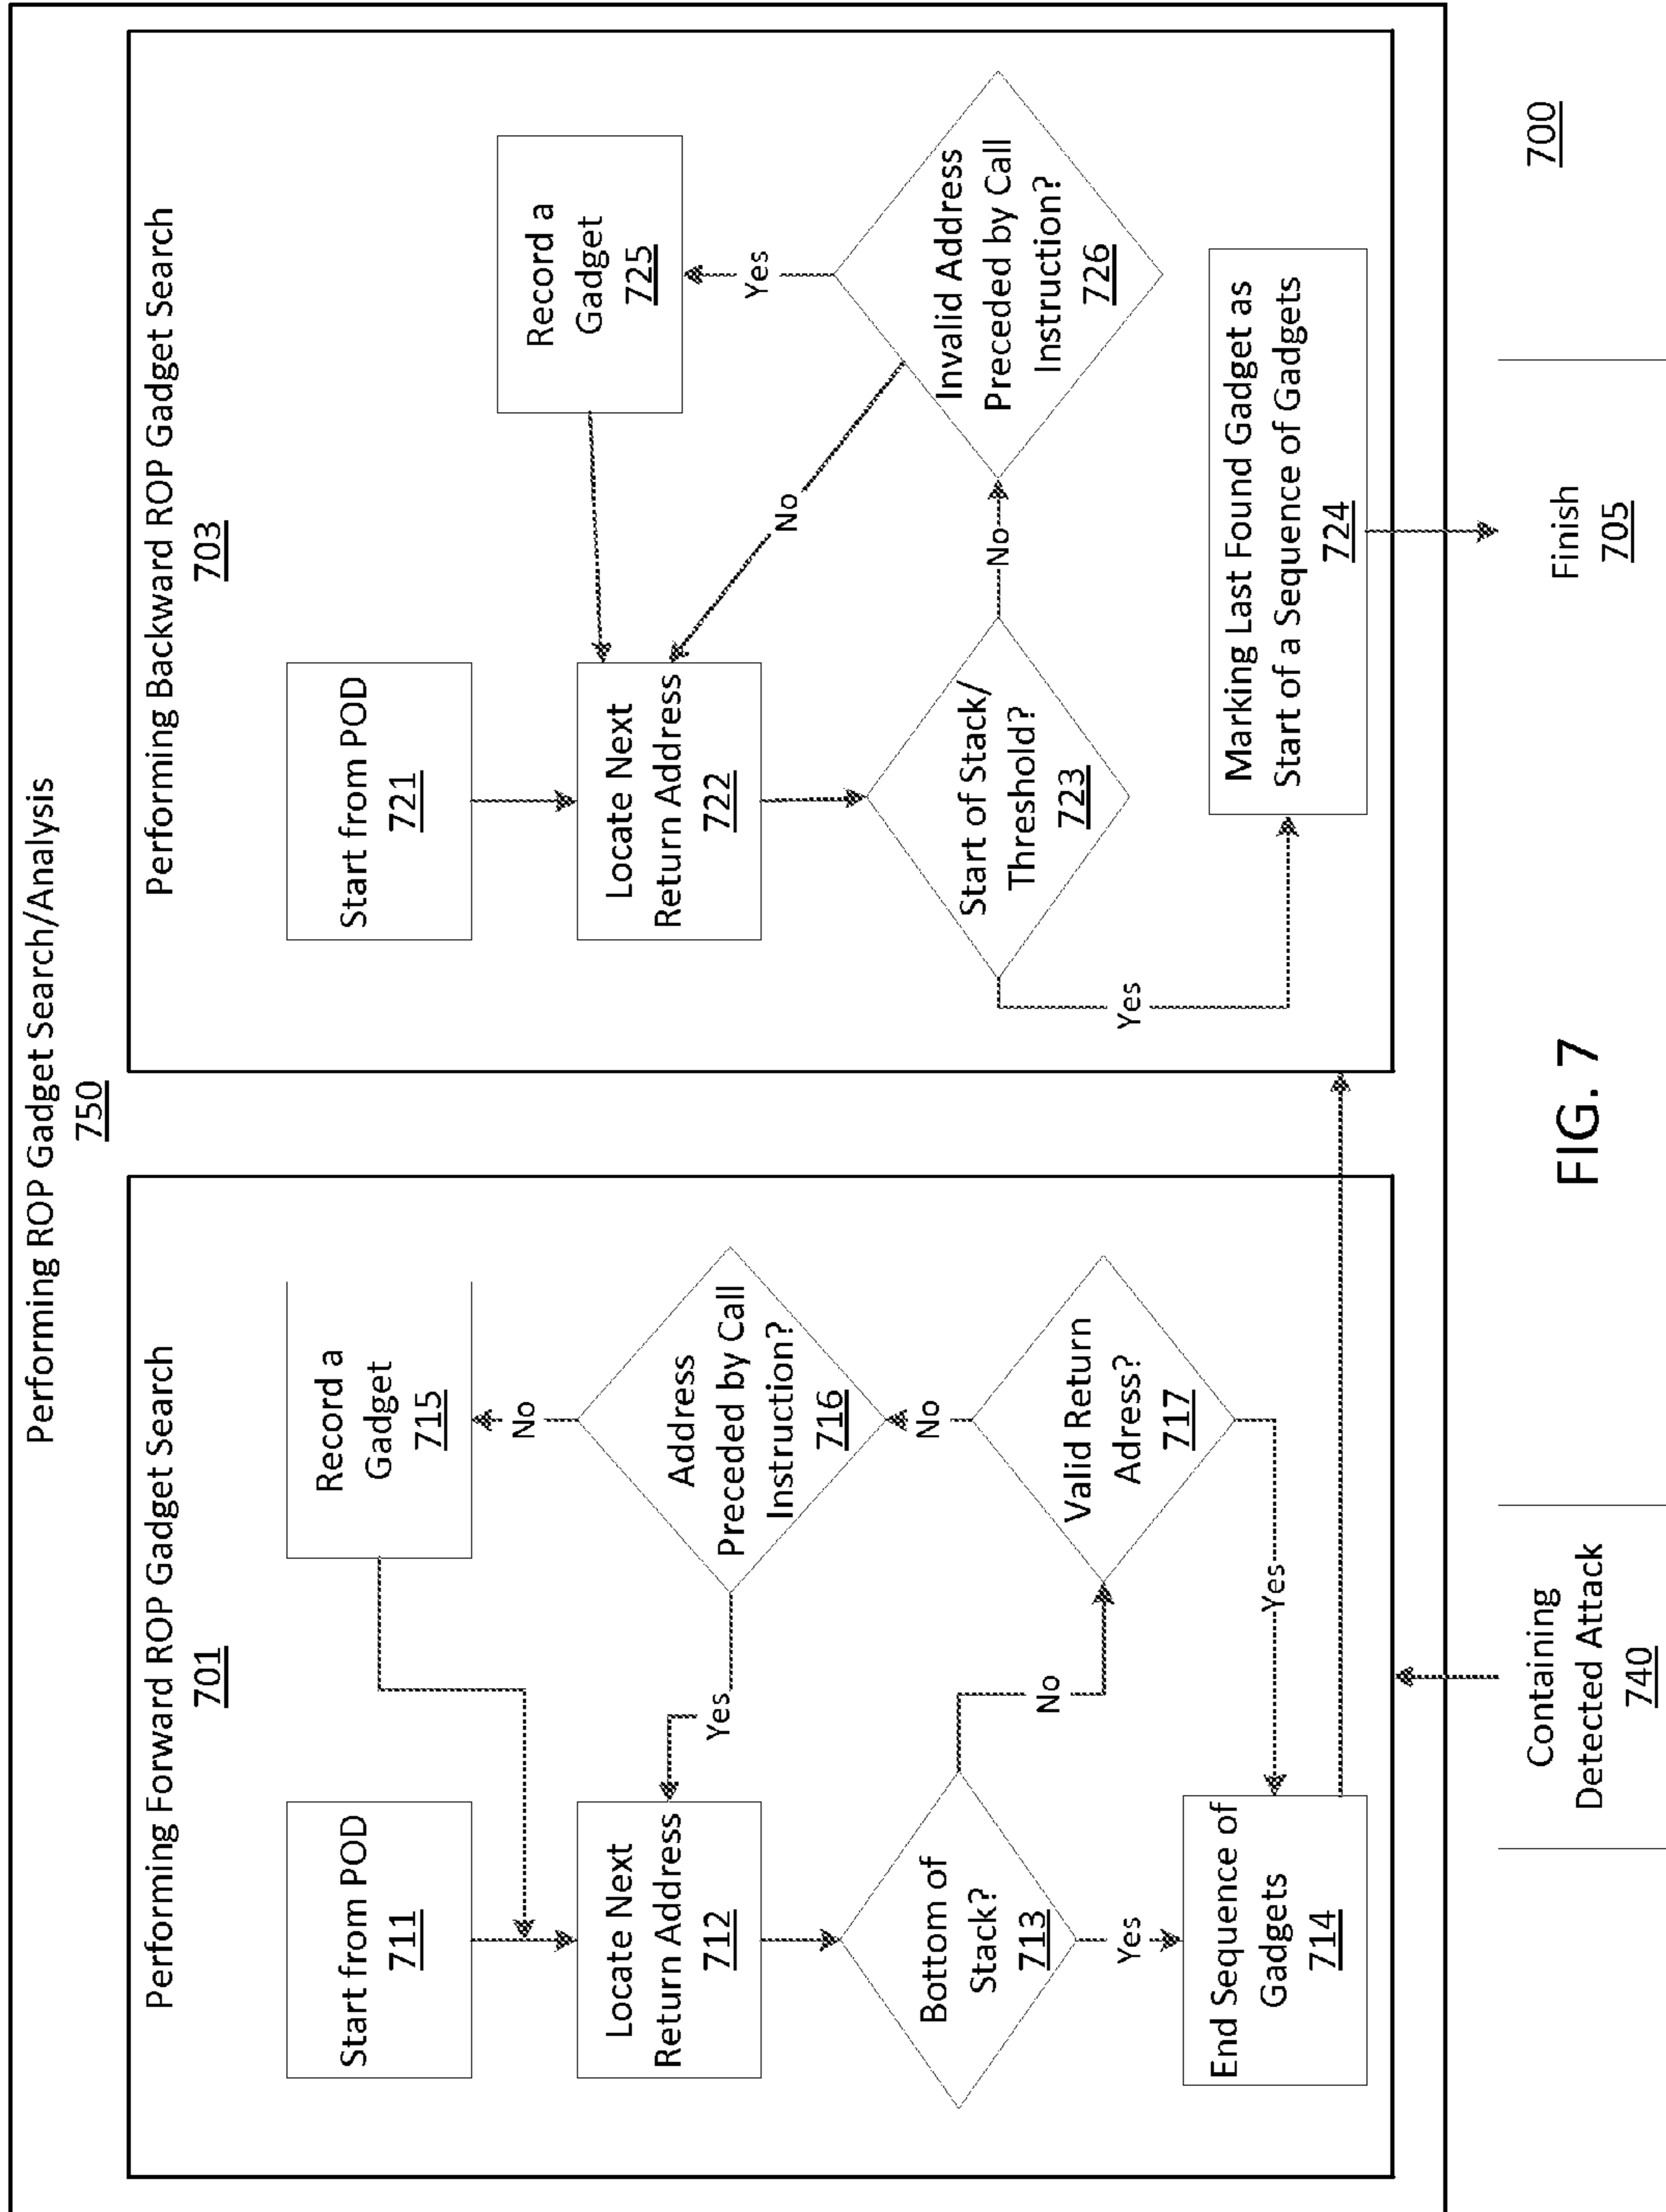 Performing ROP Gadget Search/Analysis
750
Performing Forward ROP Gadget Search
701
Start from POD
711
Record a
Gadget
715
No
Locate Next
Return Address
712
Yes
Address
Preceded by Call
Instruction?
716
Bottom of
Stack?
713
No
No
Valid Return
Adress?
717
Yes
Yes
End Sequence of
Gadgets
714
Performing Backward ROP Gadget Search
703
Start from POD
721
Record a
Gadget
725
Yes
Locate Next
Return Address
722
No
Start of Stack/
Threshold?
723
No
Invalid Address
Preceded by Call
Instruction?
726
Yes
Marking Last Found Gadget as
Start of a Sequence of Gadgets
724
Containing
Detected Attack
740
Finish
705
700
FIG. 7